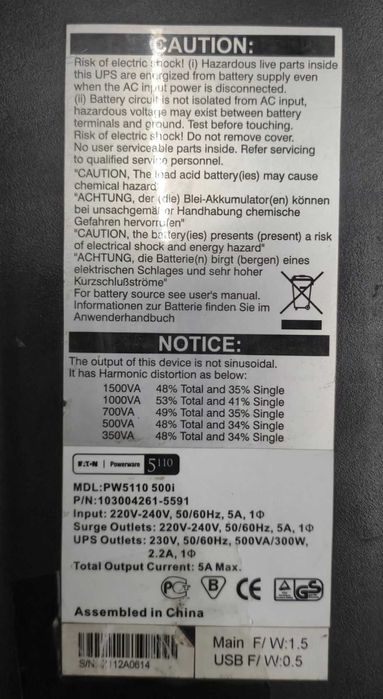 CAUTION:
Risk of electric shock! (i) Hazardous live parts inside
this UPS are energized from battery supply even
when the AC input power is disconnected.
(ii) Battery circuit is not isolated from AC input,
hazardous voltage may exist between battery
terminals and ground. Test before touching.
Risk of electric shock! Do not remove cover.
No user serviceable parts inside. Refer servicing
to qualified service personnel.
"CAUTION, The lead acid battery(ies) may cause
chemical hazard
"ACHTUNG, der (die) Blei-Akkumulator(en) können
bei unsachgemäßer Handhabung chemische
Gefahren hervorrufen"
"CAUTION, the battery(ies) presents (present) a risk
of electrical shock and energy hazard"
"ACHTUNG, die Batterie(n) birgt (bergen) eines
elektrischen Schlages und sehr hoher
Kurzschlußströme"
For battery source see user's manual.
Informationen zur Batterie finden Sie im
Anwenderhandbuch
NOTICE:
The output of this device is not sinusoidal.
It has Harmonic distortion as below:
1500VA 48% Total and 35% Single
1000VA 53% Total and 41% Single
700VA 49% Total and 35% Single
500VA 48% Total and 34% Single
350VA 48% Total and 34% Single
EATON Powerware 5110
MDL:PW5110 500i
P/N:103004261-5591
Input: 220V-240V, 50/60Hz, 5A, 1Φ
Surge Outlets: 220V-240V, 50/60Hz, 5A, 1Φ
UPS Outlets: 230V, 50/60Hz, 500VA/300W,
2.2A, 1Φ
Total Output Current: 5A Max.
B CE GS
Assembled in China
Main F/W:1.5
USB F/W:0.5
S/N 112A0614